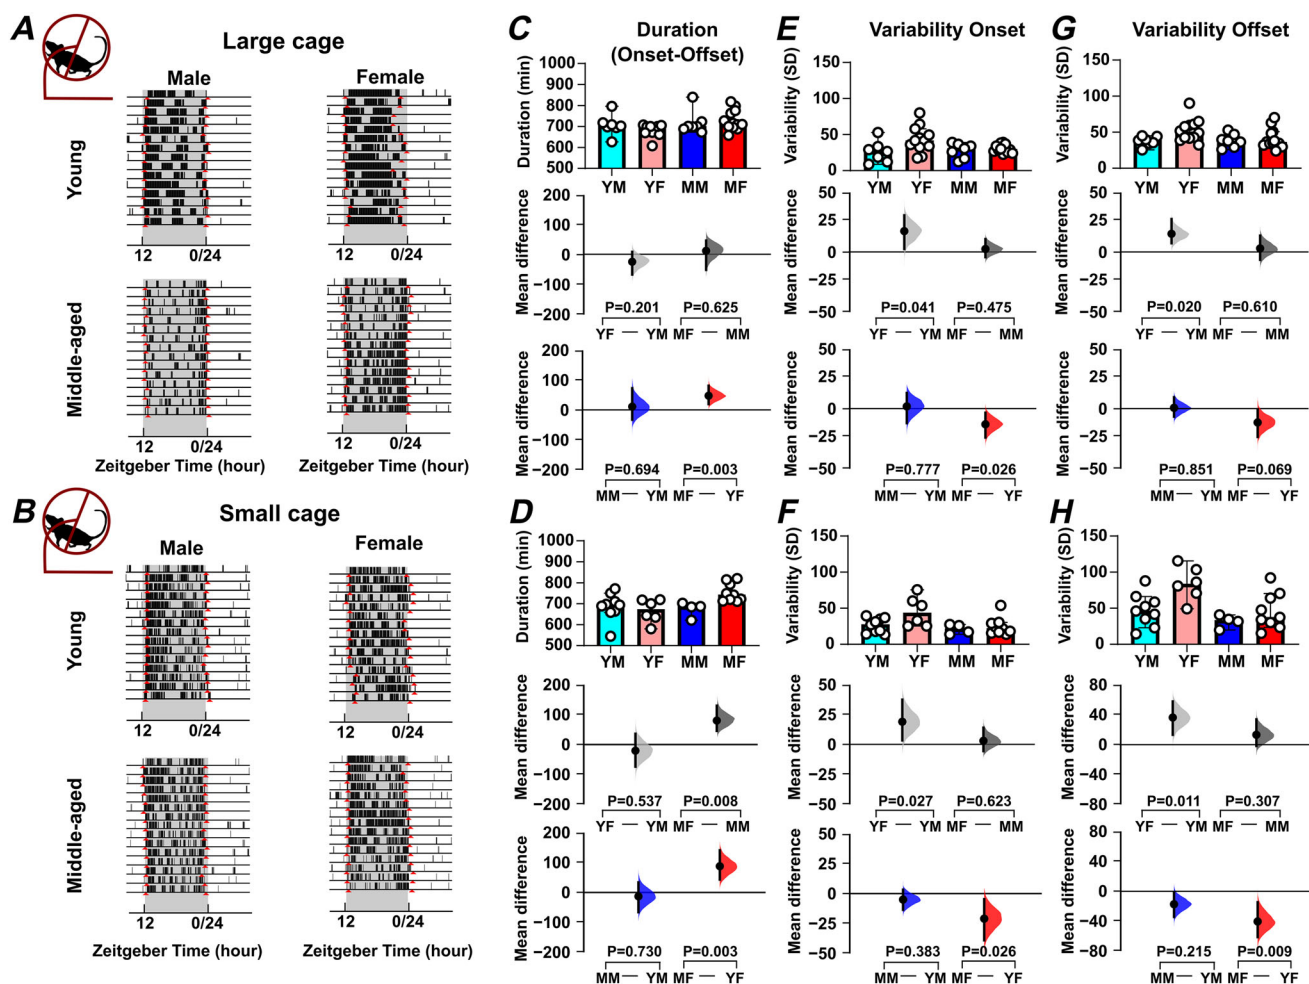 A
Large cage
Male
Female
Young
12
0/24
12
0/24
Middle-aged
12
0/24
12
0/24
Zeitgeber Time (hour)
Zeitgeber Time (hour)
B
Small cage
Male
Female
Young
12
0/24
12
0/24
Middle-aged
12
0/24
12
0/24
Zeitgeber Time (hour)
Zeitgeber Time (hour)
C
Duration
(Onset-Offset)
Duration (min)
1000
900
800
700
600
500
YM YF MM MF
Mean difference
200
100
0
−100
−200
P=0.201 P=0.625
YF — YM MF — MM
Mean difference
200
100
0
−100
−200
P=0.694 P=0.003
MM — YM MF — YF
D
Duration (min)
1000
900
800
700
600
500
YM YF MM MF
Mean difference
200
100
0
−100
−200
P=0.537 P=0.008
YF — YM MF — MM
Mean difference
200
100
0
−100
−200
P=0.730 P=0.003
MM — YM MF — YF
E
Variability Onset
Variability (SD)
150
100
50
0
YM YF MM MF
Mean difference
50
25
0
−25
−50
P=0.041 P=0.475
YF — YM MF — MM
Mean difference
50
25
0
−25
−50
P=0.777 P=0.026
MM — YM MF — YF
F
Variability (SD)
150
100
50
0
YM YF MM MF
Mean difference
50
25
0
−25
−50
P=0.027 P=0.623
YF — YM MF — MM
Mean difference
50
25
0
−25
−50
P=0.383 P=0.026
MM — YM MF — YF
G
Variability Offset
Variability (SD)
150
100
50
0
YM YF MM MF
Mean difference
50
25
0
−25
−50
P=0.020 P=0.610
YF — YM MF — MM
Mean difference
50
25
0
−25
−50
P=0.851 P=0.069
MM — YM MF — YF
H
Variability (SD)
150
100
50
0
YM YF MM MF
Mean difference
80
40
0
−40
−80
P=0.011 P=0.307
YF — YM MF — MM
Mean difference
80
40
0
−40
−80
P=0.215 P=0.009
MM — YM MF — YF